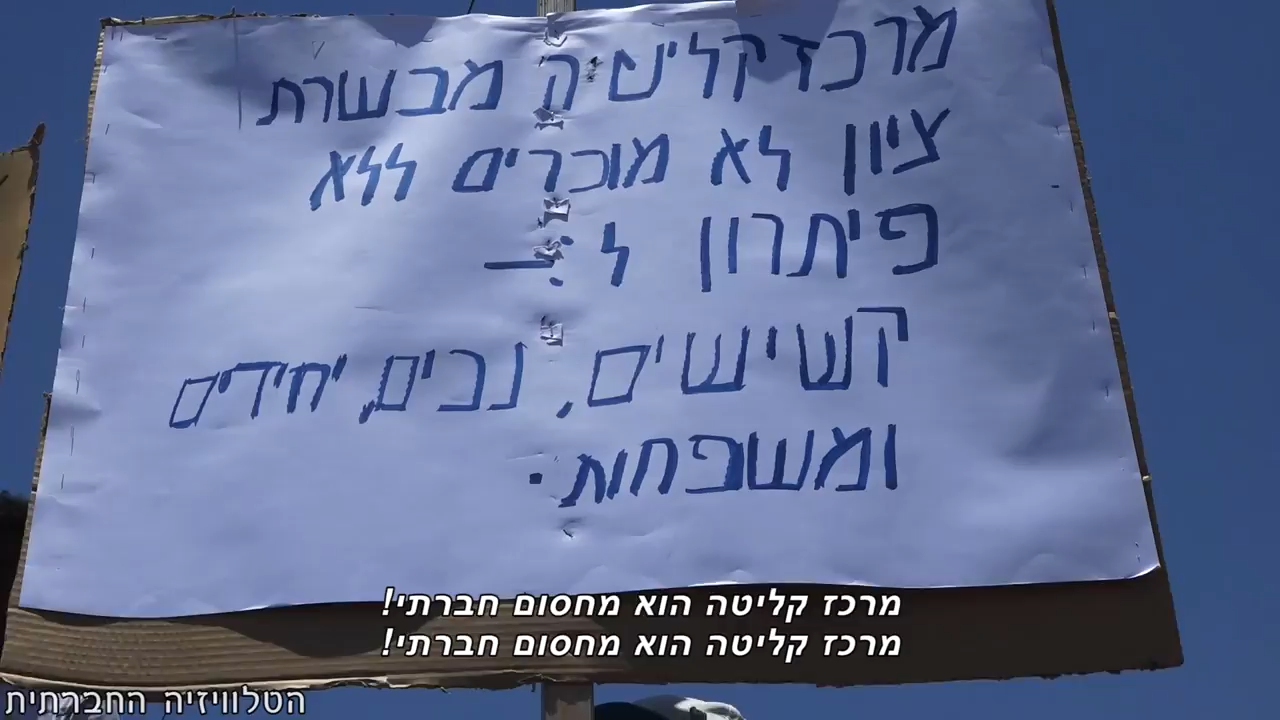 מרכז קליטה מבשרת
ציון לא מוכרים ללא
פיתרון ל:-
קשישים, נכים, יחידים
ומשפחות.
מרכז קליטה הוא מחסום חברתי!
מרכז קליטה הוא מחסום חברתי!
הטלוויזיה החברתית